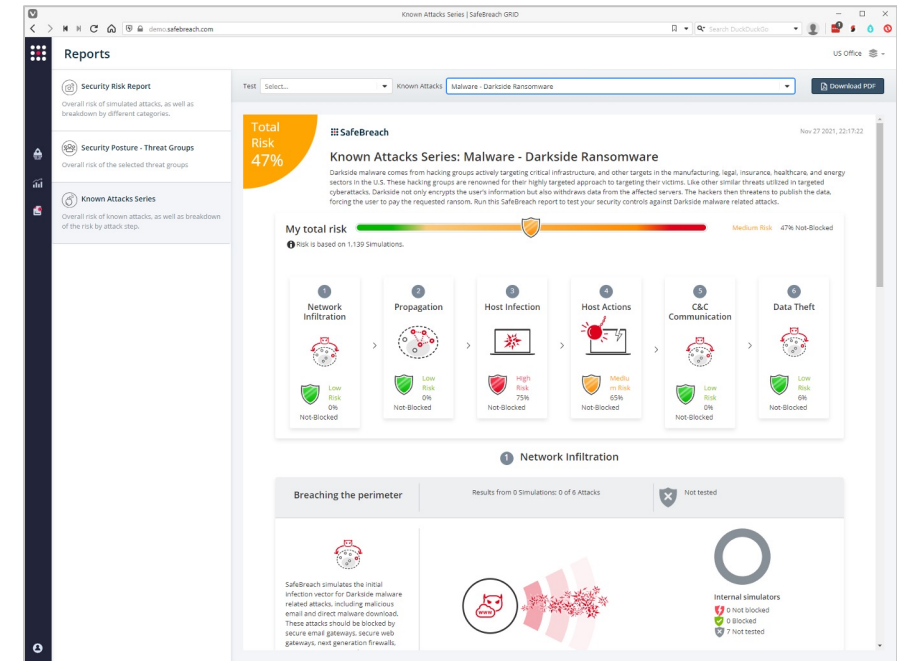 Known Attacks Series | SafeBreach GRID
demo.safebreach.com
Search DuckDuckGo
Reports
US Office
Security Risk Report
Overall risk of simulated attacks, as well as
breakdown by different categories.
Security Posture - Threat Groups
Overall risk of the selected threat groups
Known Attacks Series
Overall risk of known attacks, as well as breakdown
of the risk by attack step.
Test Select... Known Attacks Malware - Darkside Ransomware Download PDF
Total
Risk
47%
SafeBreach
Nov 27 2021, 22:17:22
Known Attacks Series: Malware - Darkside Ransomware
Darkside malware comes from hacking groups actively targeting critical infrastructure, and other targets in the manufacturing, legal, insurance, healthcare, and energy
sectors in the U.S. These hacking groups are renowned for their highly targeted approach to targeting their victims. Like other similar threats utilized in targeted
cyberattacks, Darkside not only encrypts the user's information but also withdraws data from the affected servers. The hackers then threatens to publish the data,
forcing the user to pay the requested ransom. Run this SafeBreach report to test your security controls against Darkside malware related attacks.
My total risk
Medium Risk 47% Not-Blocked
Risk is based on 1,139 Simulations.
1
Network
Infiltration
Low
Risk
0%
Not-Blocked
2
Propagation
Low
Risk
0%
Not-Blocked
3
Host Infection
High
Risk
75%
Not-Blocked
4
Host Actions
Mediu
m Risk
65%
Not-Blocked
5
C&C
Communication
Low
Risk
0%
Not-Blocked
6
Data Theft
Low
Risk
6%
Not-Blocked
1 Network Infiltration
Breaching the perimeter
Results from 0 Simulations: 0 of 6 Attacks
Not tested
SafeBreach simulates the initial
infection vector for Darkside malware
related attacks, including malicious
email and direct malware download.
These attacks should be blocked by
secure email gateways, secure web
gateways, next generation firewalls,
www
Internal simulators
0 Not blocked
0 Blocked
7 Not tested